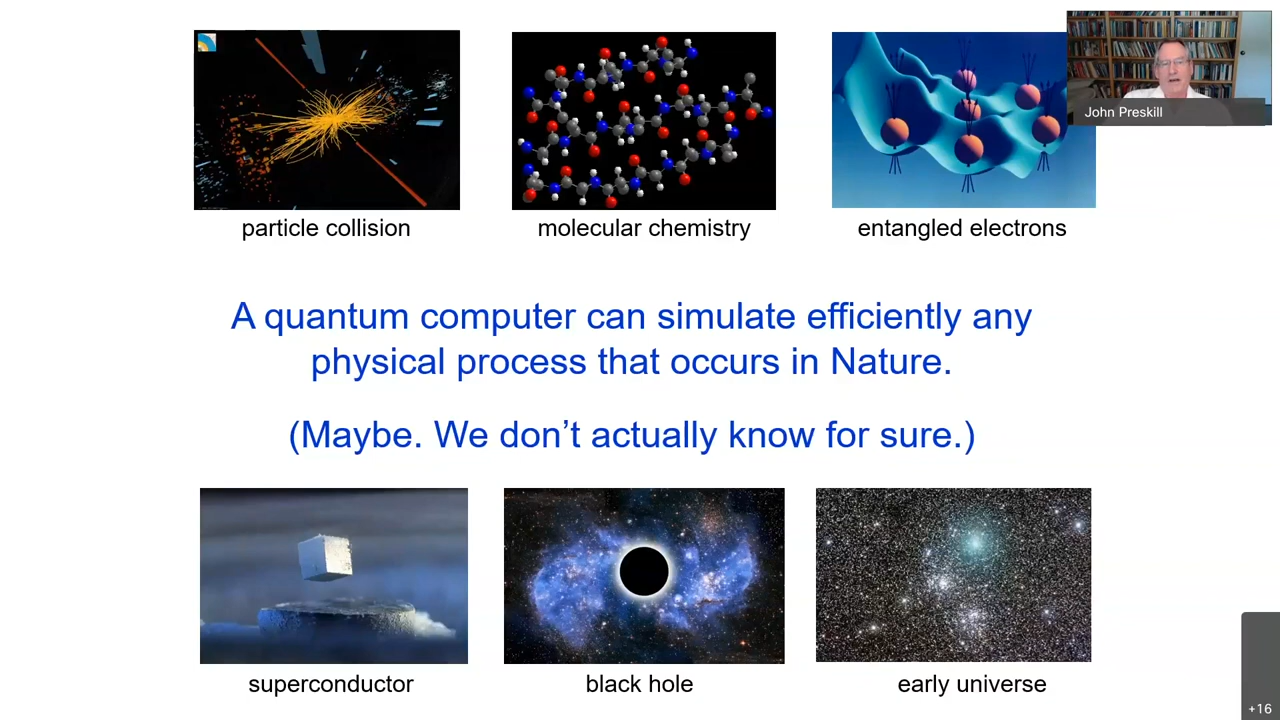 John Preskill
particle collision
molecular chemistry
entangled electrons
A quantum computer can simulate efficiently any
physical process that occurs in Nature.
(Maybe. We don’t actually know for sure.)
superconductor
black hole
early universe
+16